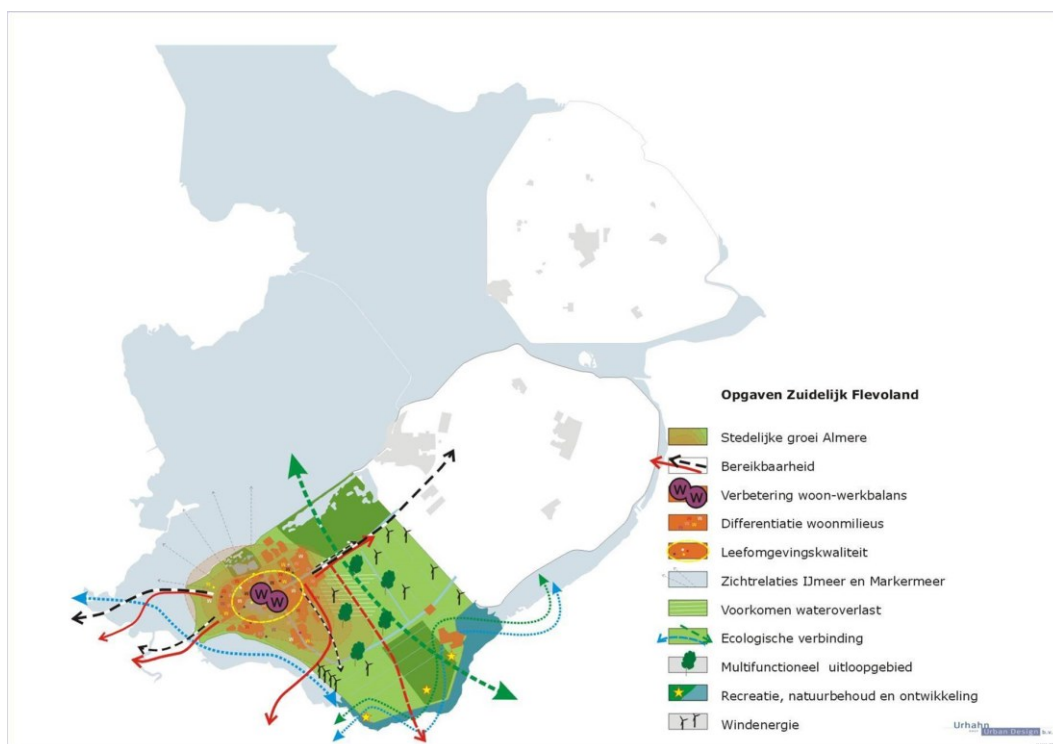 Opgaven Zuidelijk Flevoland
Stedelijke groei Almere
Bereikbaarheid
W W
Verbetering woon-werkbalans
Differentiatie woonmilieus
Leefomgevingskwaliteit
Zichtrelaties IJmeer en Markermeer
Voorkomen wateroverlast
Ecologische verbinding
Multifunctioneel uitloopgebied
Recreatie, natuurbehoud en ontwikkeling
Windenergie
W W
Urhahn
Urban Design b.v.